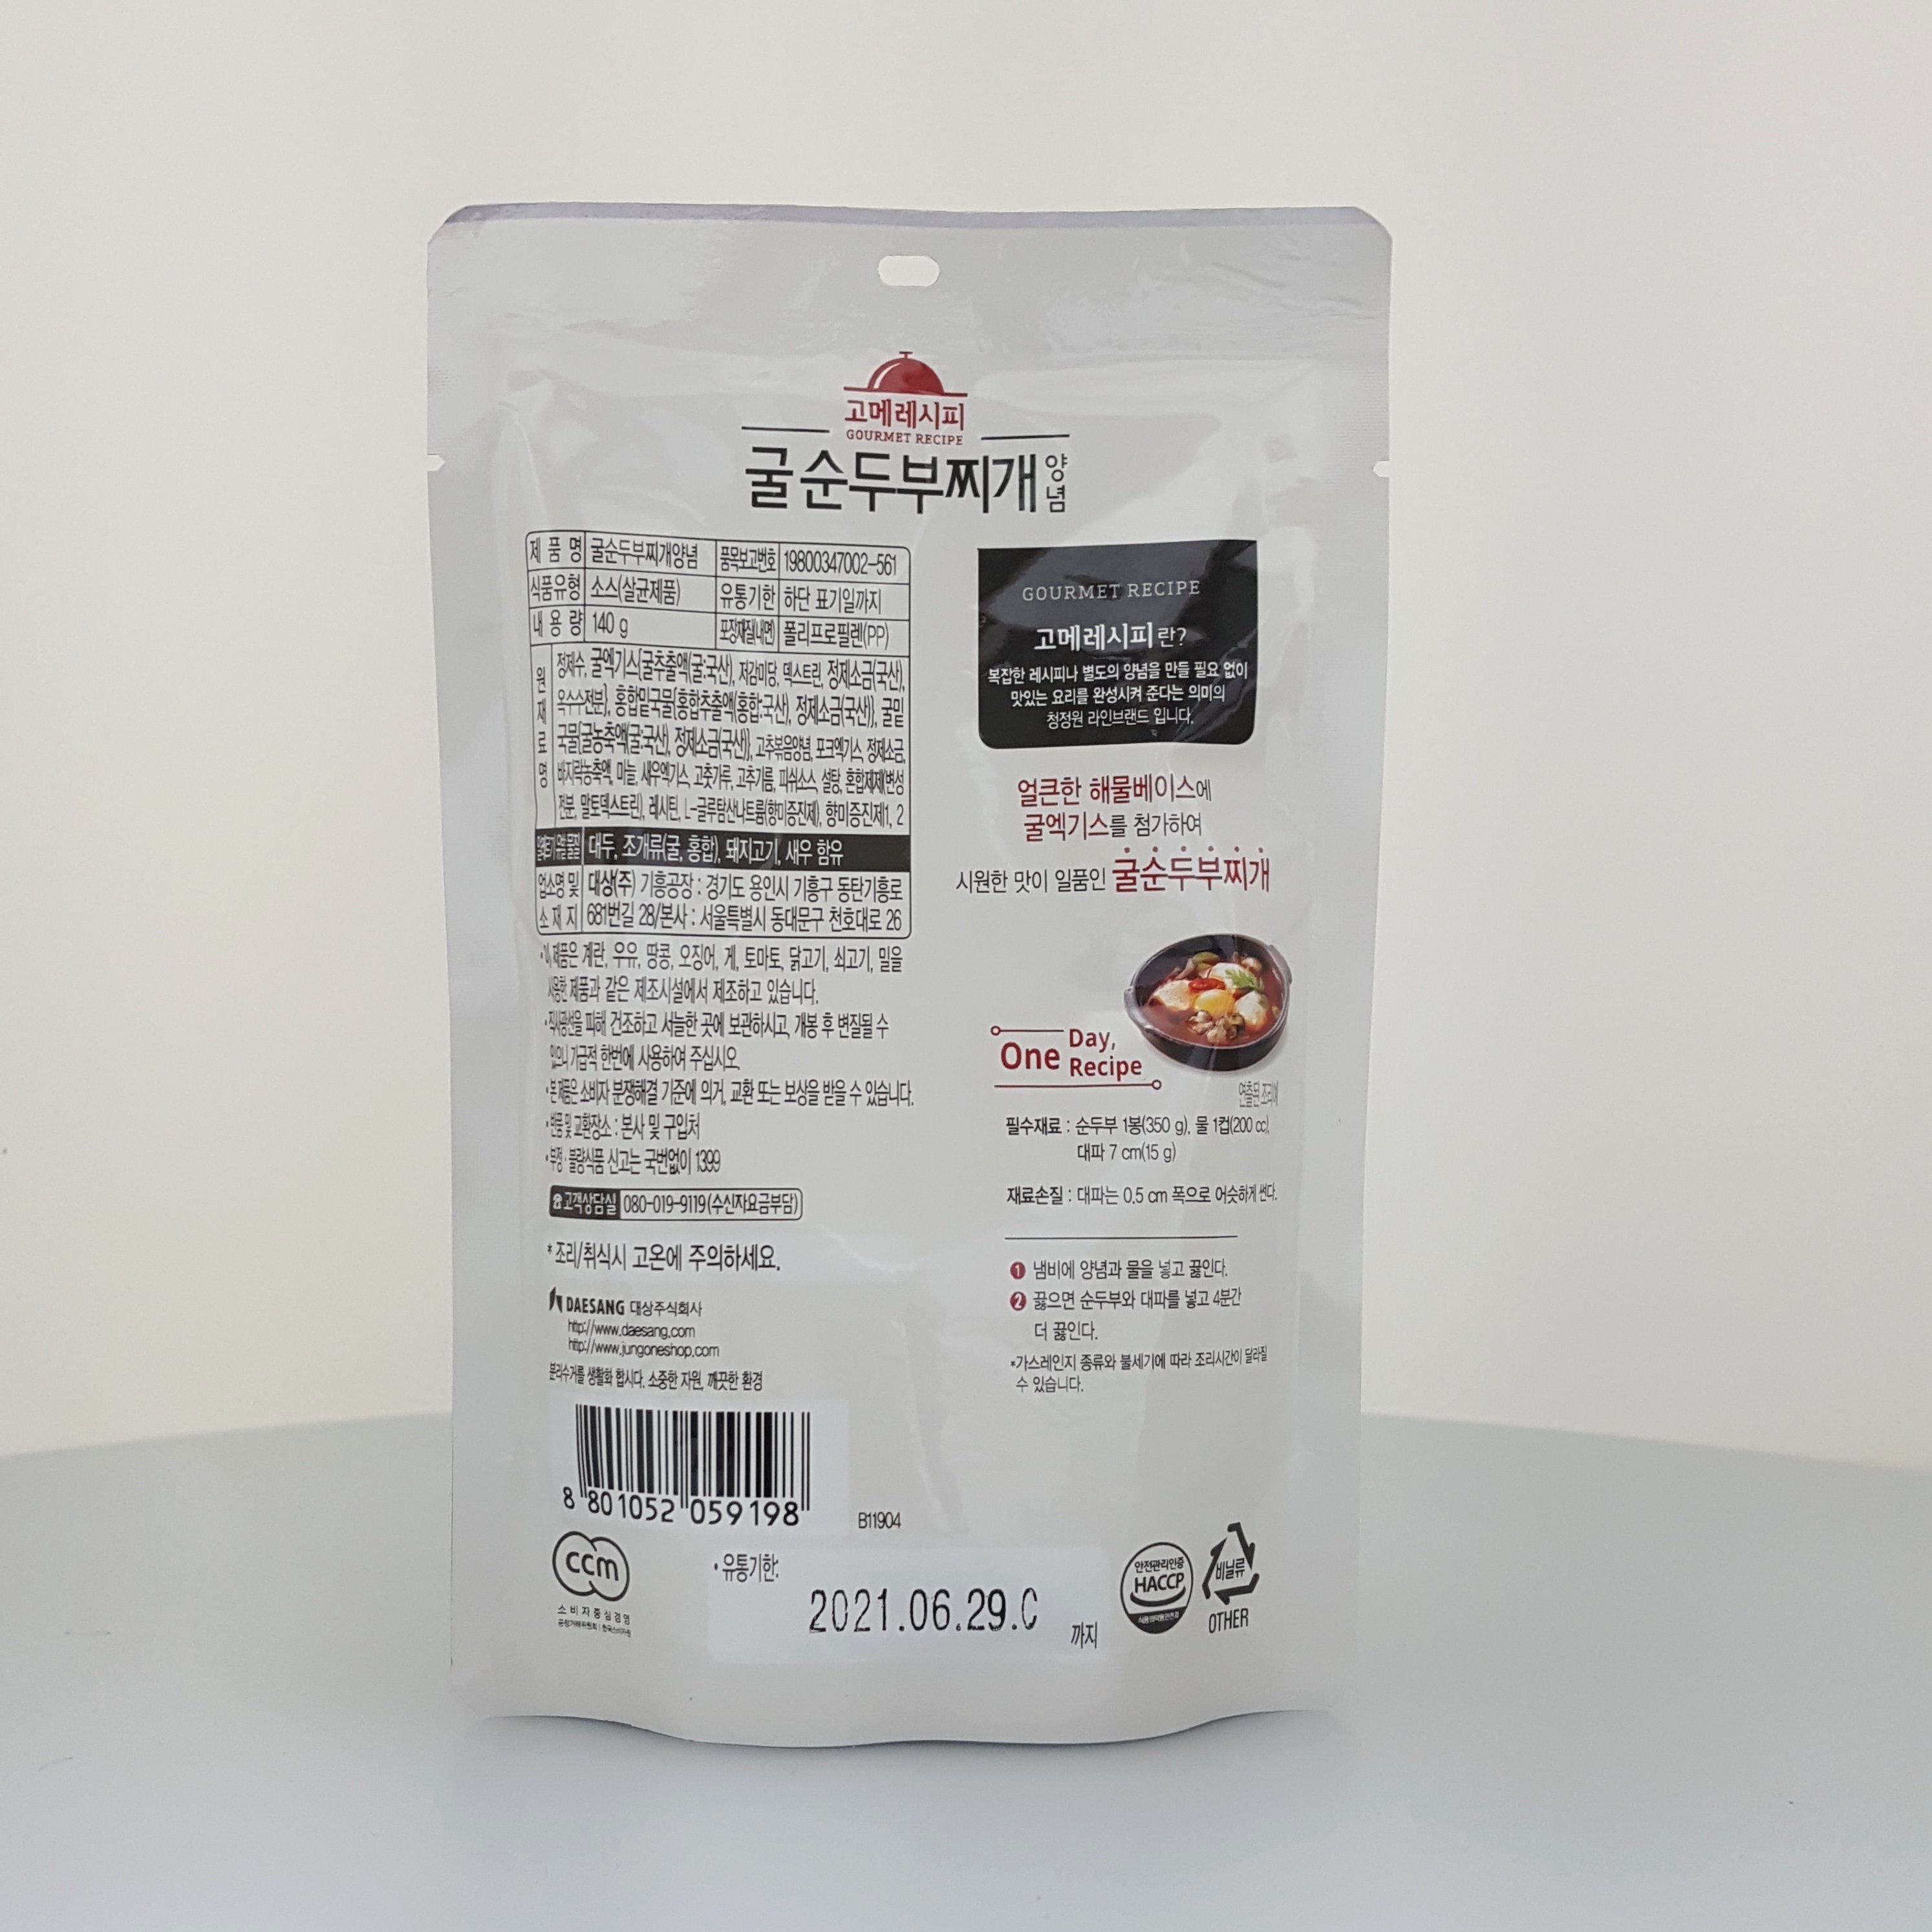 고메레시피
GOURMET RECIPE
굴순두부찌개 양념
제 품 명 굴순두부찌개양념 품목보고번호 19800347002-561
식품유형 소스(살균제품) 유통기한 하단 표기일까지
내 용 량 140 g 포장재질(내면) 폴리프로필렌(PP)
원재료명
정제수, 굴엑기스{굴추출액(굴:국산), 저감미당, 덱스트린, 정제소금(국산),
옥수수전분}, 홍합밑국물{홍합추출액(홍합:국산), 정제소금(국산)}, 굴밑
국물{굴농축액(굴:국산), 정제소금(국산)}, 고추볶음양념, 포크엑기스, 정제소금,
바지락농축액, 마늘, 새우엑기스, 고춧가루, 고추기름, 피쉬소스, 설탕, 혼합제제(변성
전분, 말토덱스트린), 레시틴, L-글루탐산나트륨(향미증진제), 향미증진제1, 2
알레르기 유발물질 대두, 조개류(굴, 홍합), 돼지고기, 새우 함유
업소명 및 소 재 지
대상(주) 기흥공장 : 경기도 용인시 기흥구 동탄기흥로
681번길 28/본사 : 서울특별시 동대문구 천호대로 26
•이 제품은 계란, 우유, 땅콩, 오징어, 게, 토마토, 닭고기, 쇠고기, 밀을
사용한 제품과 같은 제조시설에서 제조하고 있습니다.
•직사광선을 피해 건조하고 서늘한 곳에 보관하시고, 개봉 후 변질될 수
있으니 가급적 한번에 사용하여 주십시오.
•본 제품은 소비자 분쟁해결 기준에 의거, 교환 또는 보상을 받을 수 있습니다.
•반품 및 교환장소 : 본사 및 구입처
•부정·불량식품 신고는 국번없이 1399
고객상담실 080-019-9119(수신자요금부담)
*조리/취식시 고온에 주의하세요.
DAESANG 대상주식회사
http://www.daesang.com
http://www.jungoneshop.com
분리수거를 생활화 합시다. 소중한 자원, 깨끗한 환경
8 801052 059198
B11904
ccm
소비자중심경영
•유통기한:
2021.06.29.C
까지
GOURMET RECIPE
고메레시피란?
복잡한 레시피나 별도의 양념을 만들 필요 없이
맛있는 요리를 완성시켜 준다는 의미의
청정원 라인브랜드 입니다.
얼큰한 해물베이스에
굴엑기스를 첨가하여
시원한 맛이 일품인 굴순두부찌개
One Day, Recipe
연출된 조리예
필수재료 : 순두부 1봉(350 g), 물 1컵(200 cc),
대파 7 cm(15 g)
재료손질 : 대파는 0.5 cm 폭으로 어슷하게 썬다.
1 냄비에 양념과 물을 넣고 끓인다.
2 끓으면 순두부와 대파를 넣고 4분간
더 끓인다.
*가스레인지 종류와 불세기에 따라 조리시간이 달라질
수 있습니다.
안전관리인증
HACCP
비닐류
OTHER